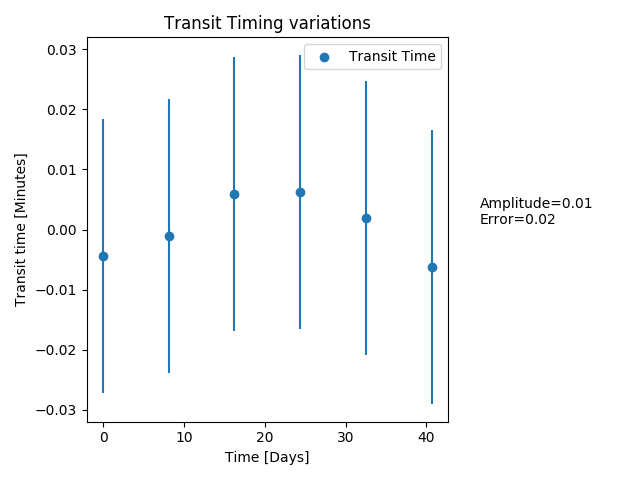 Transit Timing variations
Transit Time
0.03
0.02
0.01
0.00
−0.01
−0.02
−0.03
Transit time [Minutes]
Amplitude=0.01
Error=0.02
0 10 20 30 40
Time [Days]